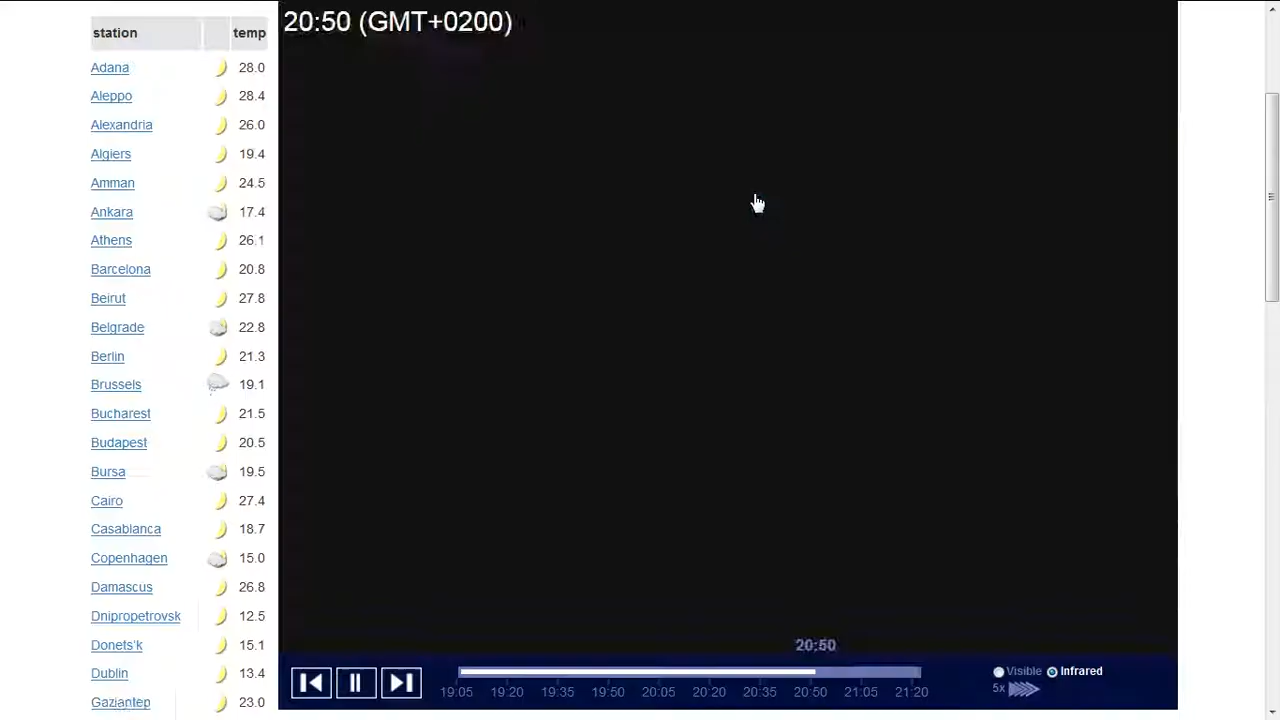 station temp
Adana 28.0
Aleppo 28.4
Alexandria 26.0
Algiers 19.4
Amman 24.5
Ankara 17.4
Athens 26.1
Barcelona 20.8
Beirut 27.8
Belgrade 22.8
Berlin 21.3
Brussels 19.1
Bucharest 21.5
Budapest 20.5
Bursa 19.5
Cairo 27.4
Casablanca 18.7
Copenhagen 15.0
Damascus 26.8
Dnipropetrovsk 12.5
Donets'k 15.1
Dublin 13.4
Gaziantep 23.0
20:50 (GMT+0200)
20:50
19:05 19:20 19:35 19:50 20:05 20:20 20:35 20:50 21:05 21:20
Visible Infrared
5x